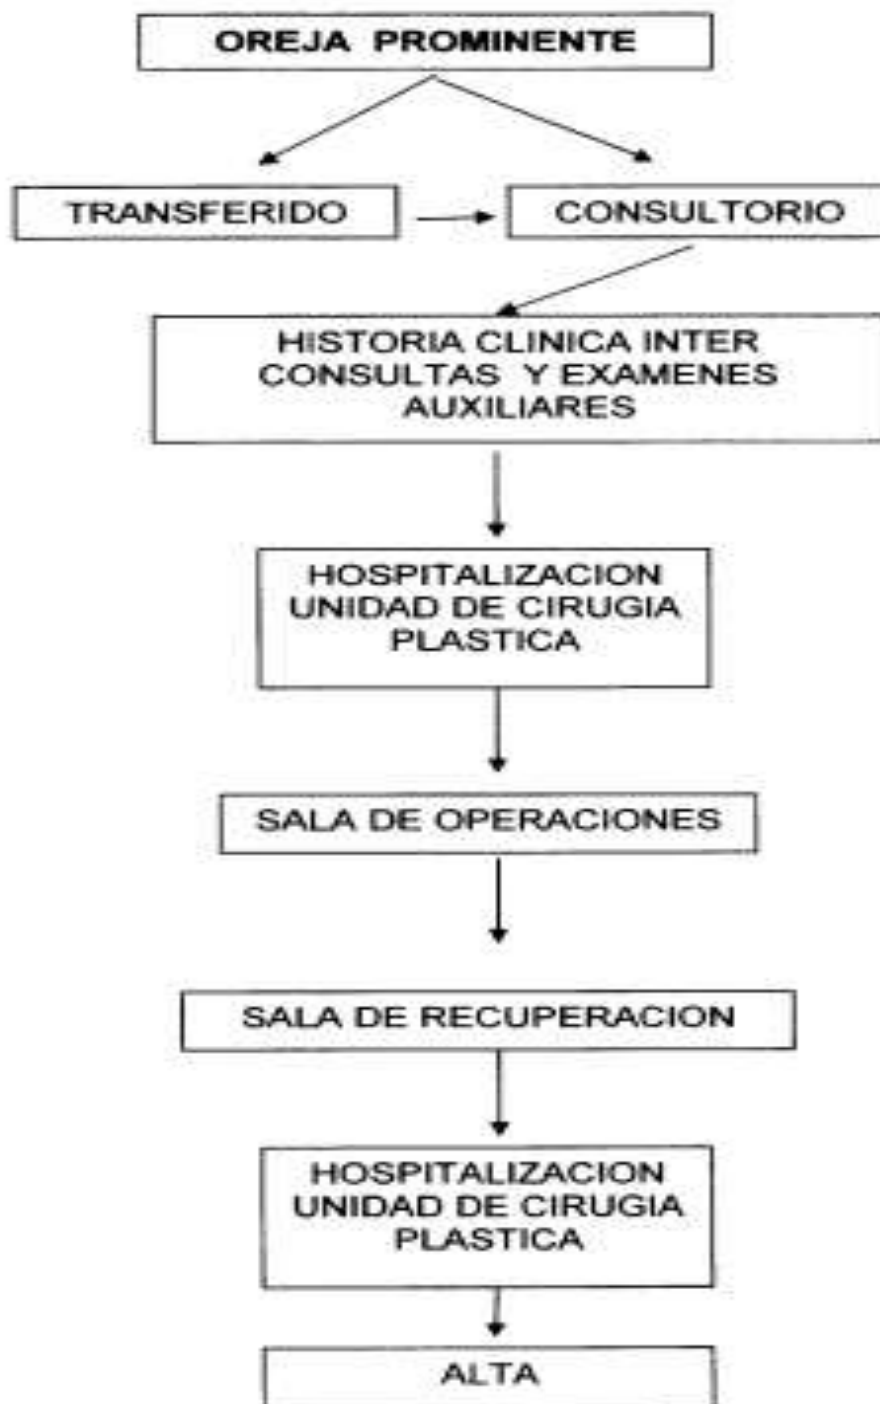 OREJA PROMINENTE
TRANSFERIDO
CONSULTORIO
HISTORIA CLINICA INTER
CONSULTAS Y EXAMENES
AUXILIARES
HOSPITALIZACION
UNIDAD DE CIRUGIA
PLASTICA
SALA DE OPERACIONES
SALA DE RECUPERACION
HOSPITALIZACION
UNIDAD DE CIRUGIA
PLASTICA
ALTA